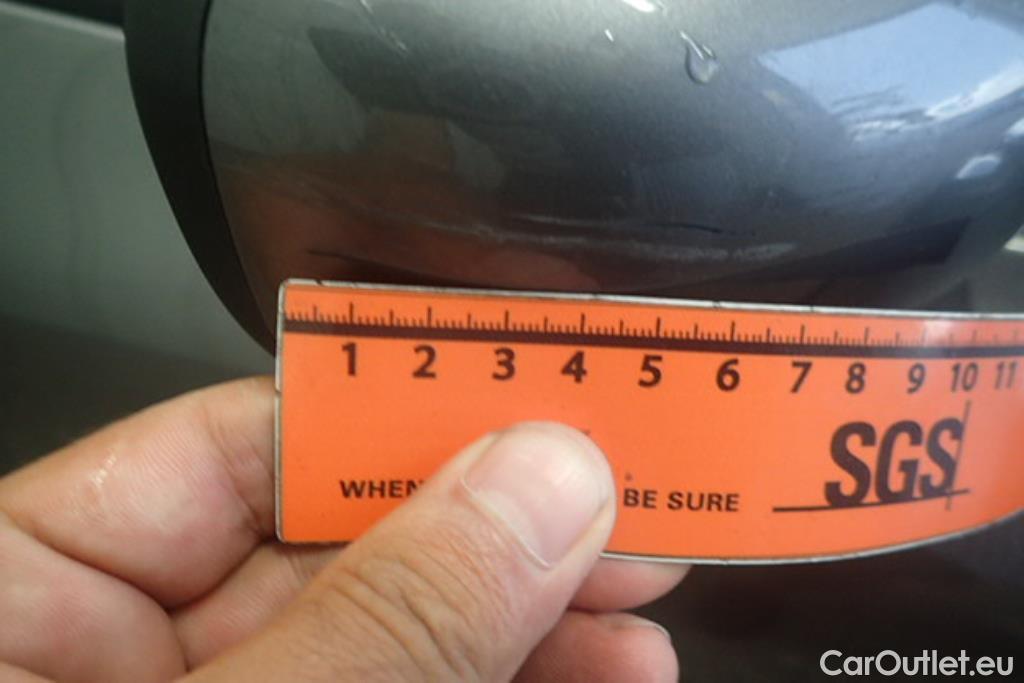 1 2 3 4 5 6 7 8 9 10 11
SGS
WHEN BE SURE
CarOutlet.eu